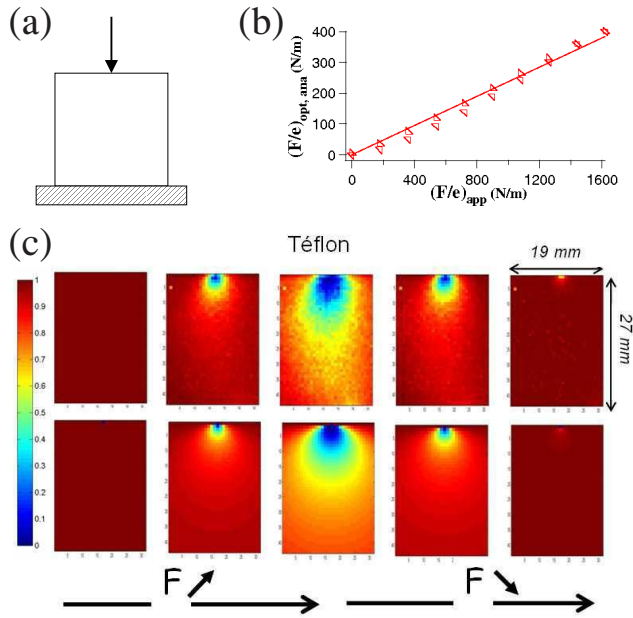 (a)
(b)
(F/e)opt, ana (N/m)
400
300
200
100
0
0 400 800 1200 1600
(F/e)app (N/m)
(c)
Téflon
19 mm
27 mm
1
0.9
0.8
0.7
0.6
0.5
0.4
0.3
0.2
0.1
0
F F